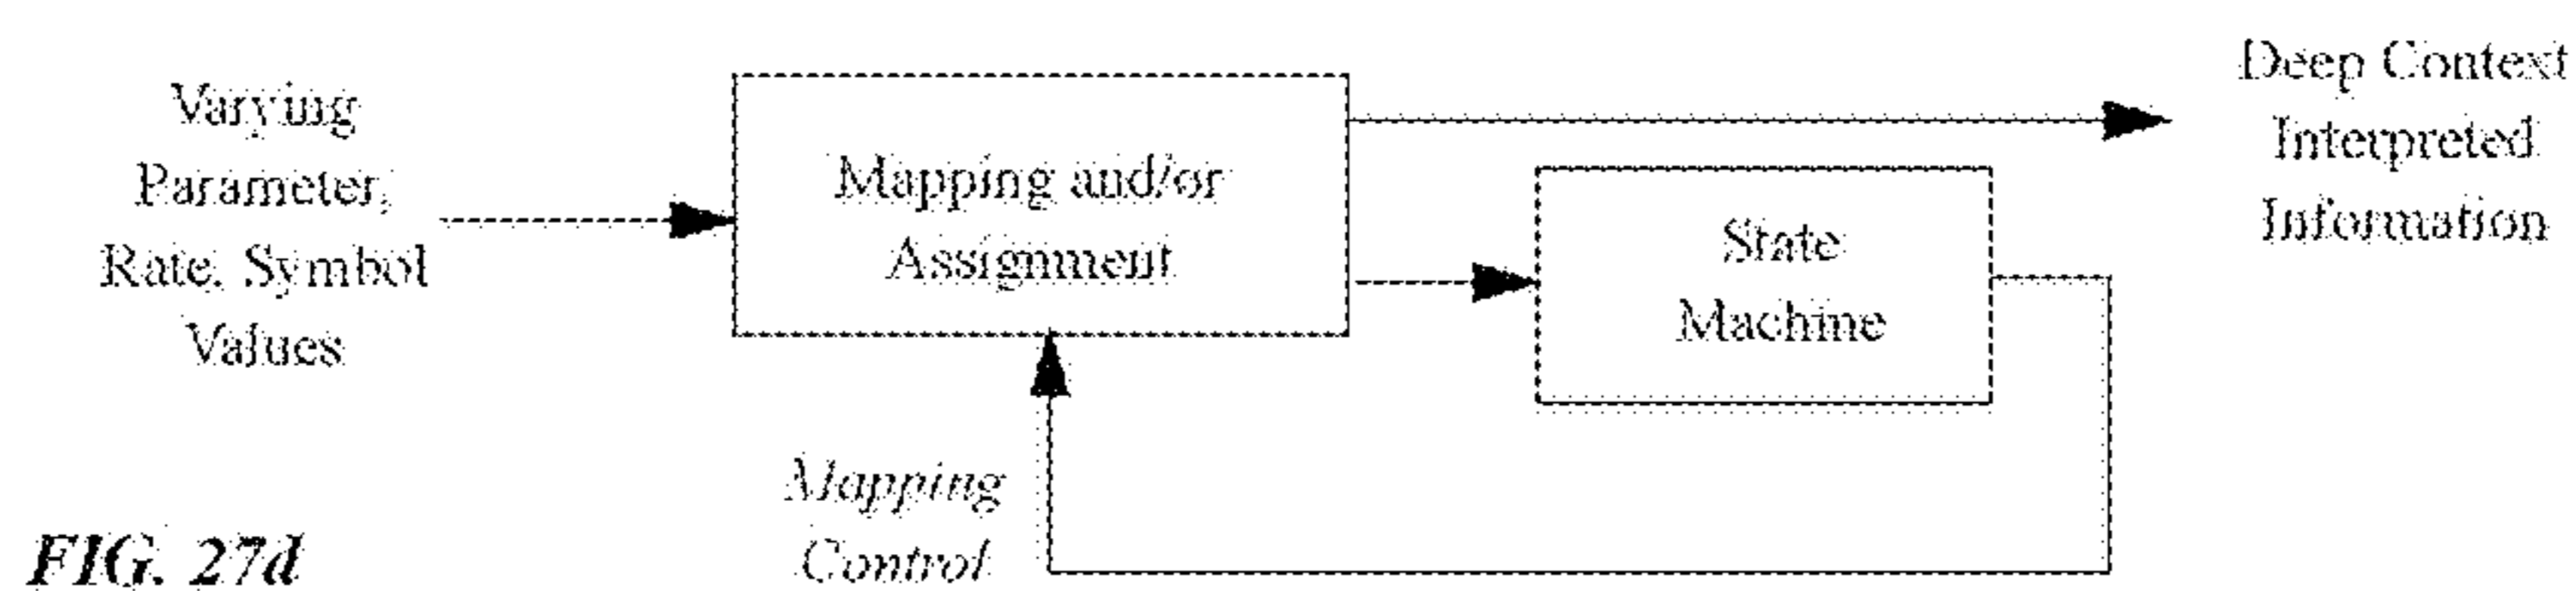 Varying
Parameter,
Rate, Symbol
Values
Mapping and/or
Assignment
State
Machine
Deep Context
Interpreted
Information
Mapping
Control
FIG. 27d